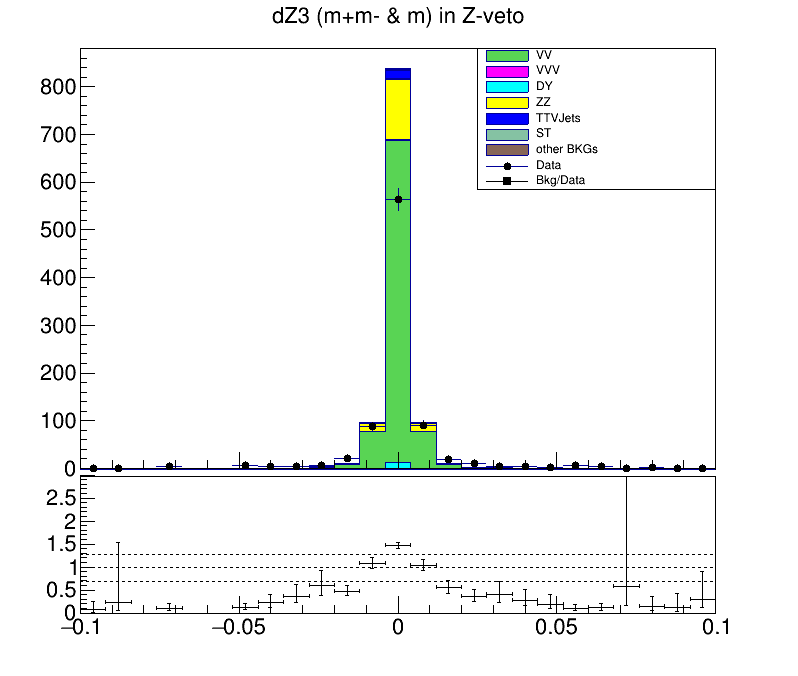 dZ3 (m+m- & m) in Z-veto
VV
VVV
DY
ZZ
TTVJets
ST
other BKGs
Data
Bkg/Data
800
700
600
500
400
300
200
100
0
2.5
2
1.5
1
0.5
0
−0.1 −0.05 0 0.05 0.1